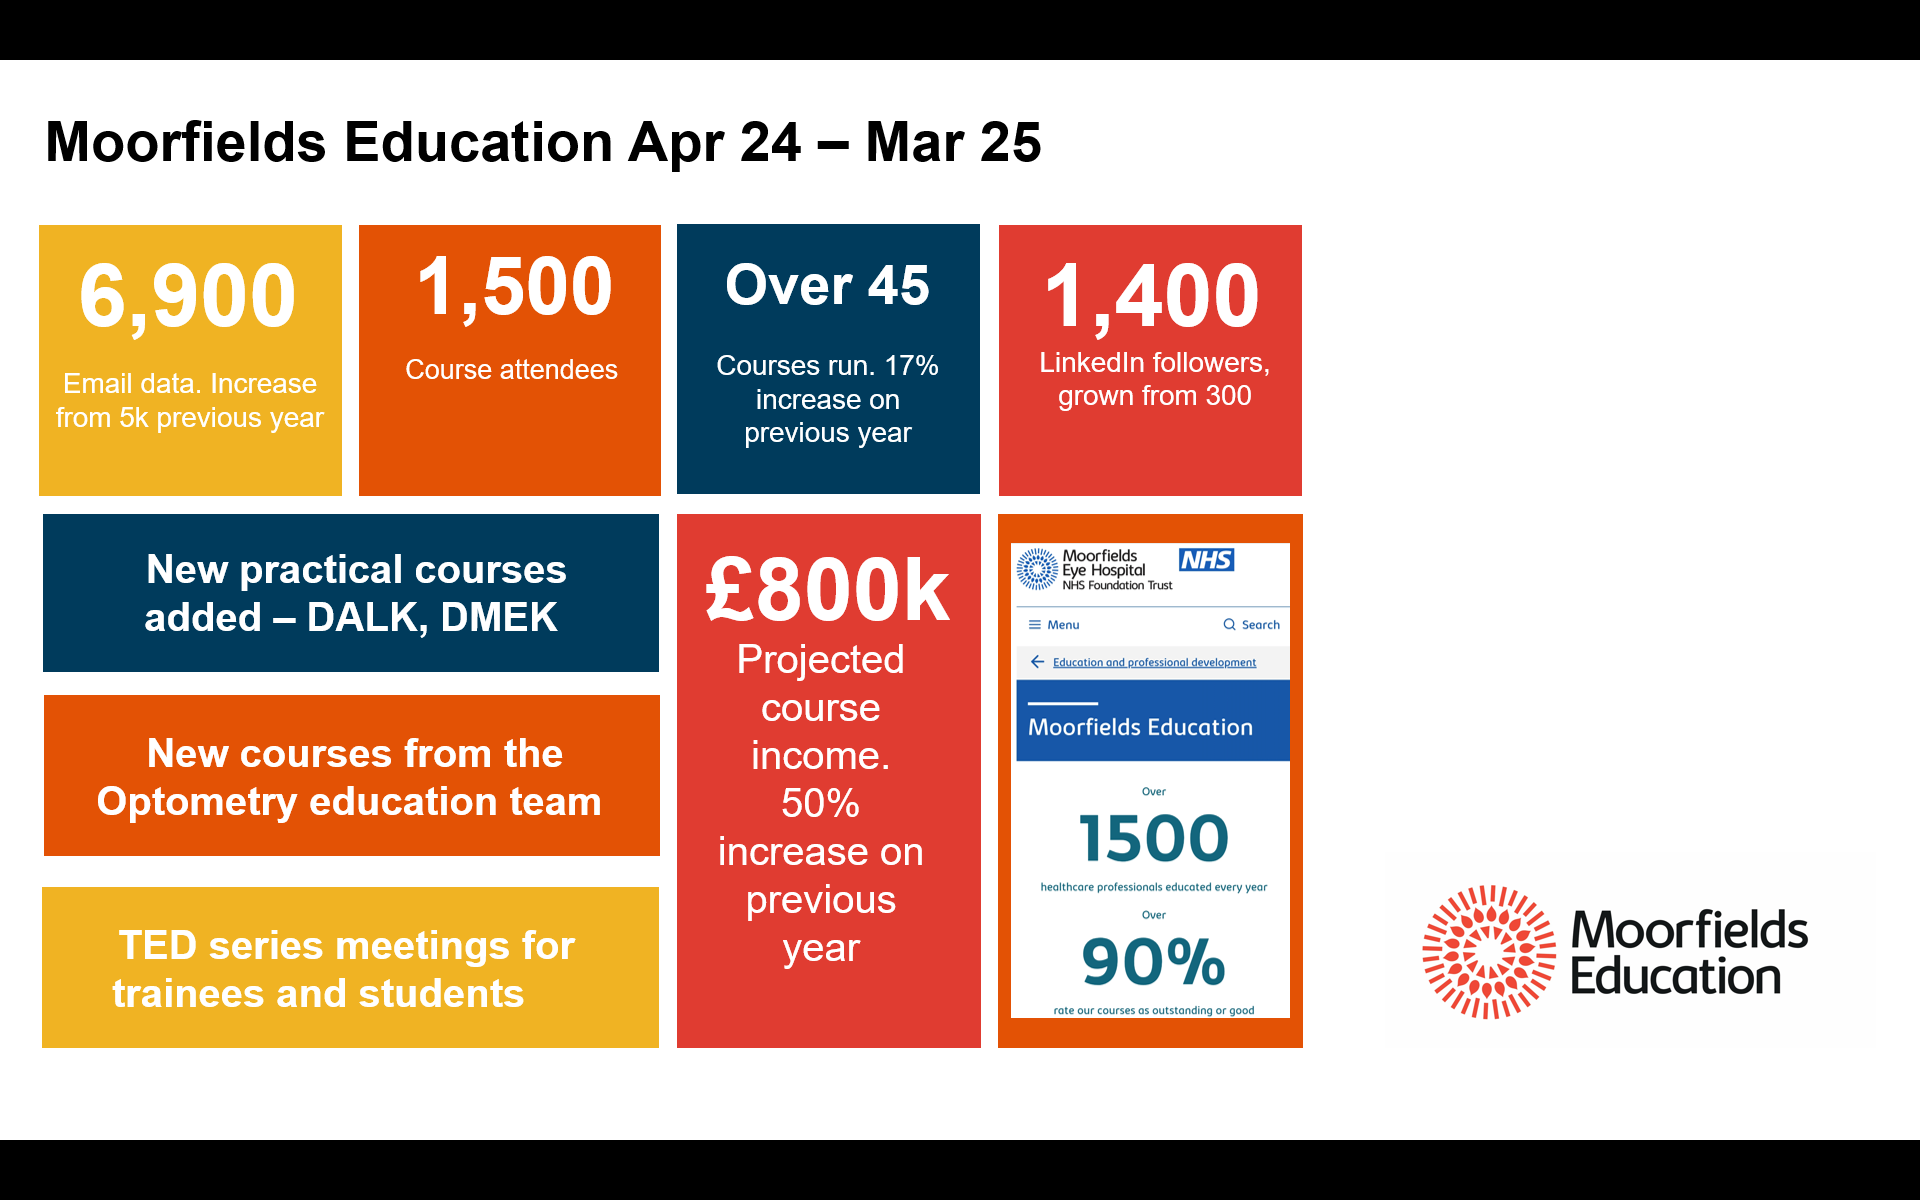 Moorfields Education Apr 24 – Mar 25
6,900
Email data. Increase
from 5k previous year
1,500
Course attendees
Over 45
Courses run. 17%
increase on
previous year
1,400
LinkedIn followers,
grown from 300
New practical courses
added – DALK, DMEK
New courses from the
Optometry education team
TED series meetings for
trainees and students
£800k
Projected
course
income.
50%
increase on
previous
year
Moorfields
Eye Hospital
NHS Foundation Trust
NHS
Menu
Search
Education and professional development
Moorfields Education
Over
1500
healthcare professionals educated every year
Over
90%
rate our courses as outstanding or good
Moorfields
Education